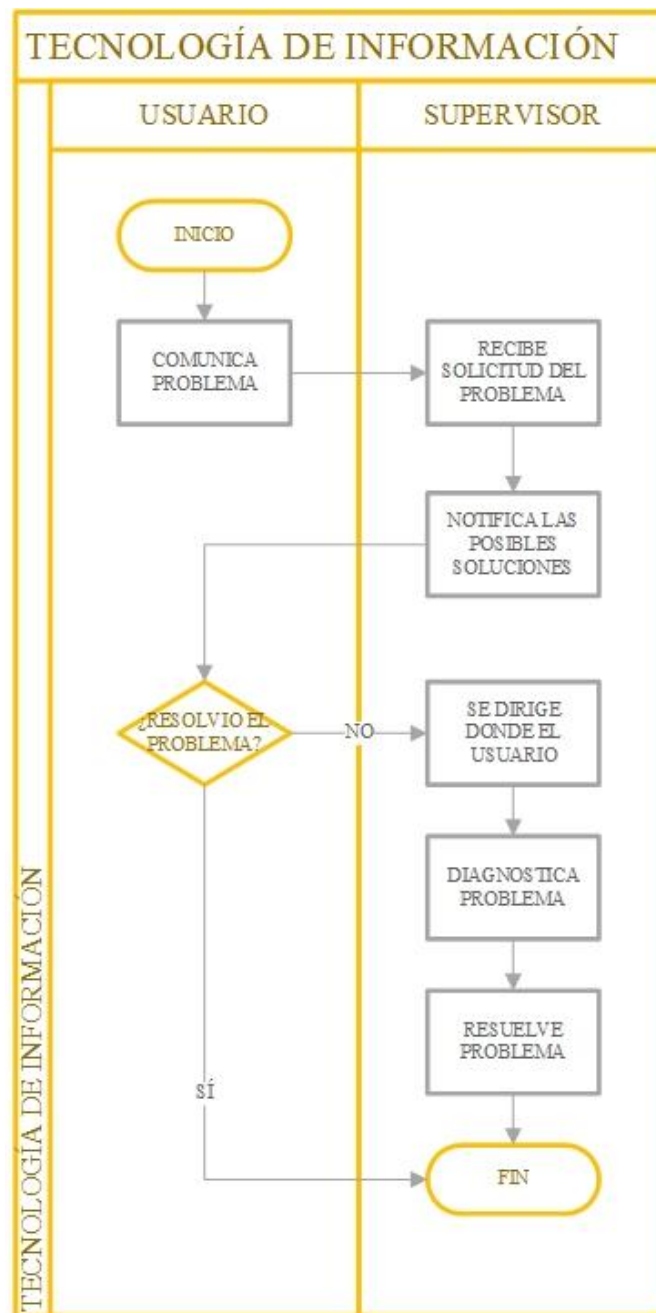 TECNOLOGÍA DE INFORMACIÓN
USUARIO
SUPERVISOR
INICIO
COMUNICA
PROBLEMA
RECIBE
SOLICITUD DEL
PROBLEMA
NOTIFICA LAS
POSIBLES
SOLUCIONES
¿RESOLVIO EL
PROBLEMA?
NO
SE DIRIGE
DONDE EL
USUARIO
DIAGNOSTICA
PROBLEMA
RESUELVE
PROBLEMA
SÍ
FIN
TECNOLOGÍA DE INFORMACIÓN